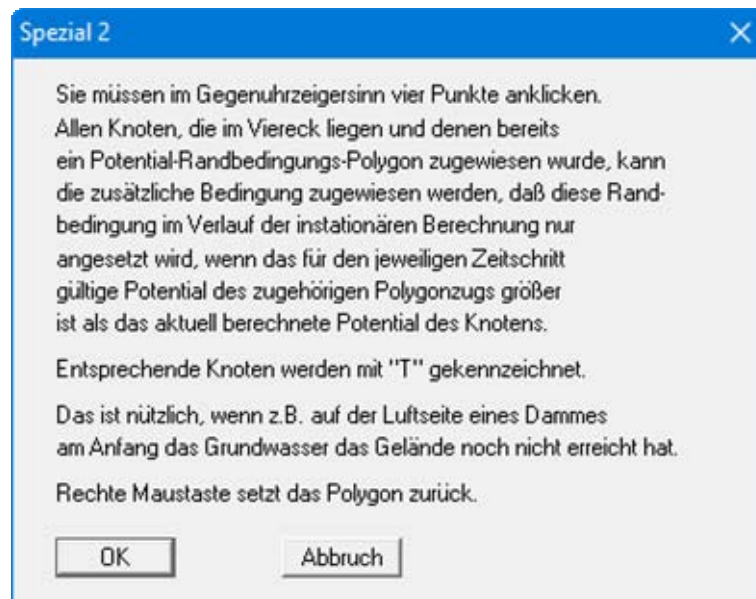 Spezial 2
Sie müssen im Gegenuhrzeigersinn vier Punkte anklicken.
Allen Knoten, die im Viereck liegen und denen bereits
ein Potential-Randbedingungs-Polygon zugewiesen wurde, kann
die zusätzliche Bedingung zugewiesen werden, daß diese Rand-
bedingung im Verlauf der instationären Berechnung nur
angesetzt wird, wenn das für den jeweiligen Zeitschritt
gültige Potential des zugehörigen Polygonzugs größer
ist als das aktuell berechnete Potential des Knotens.
Entsprechende Knoten werden mit "T" gekennzeichnet.
Das ist nützlich, wenn z.B. auf der Luftseite eines Dammes
am Anfang das Grundwasser das Gelände noch nicht erreicht hat.
Rechte Maustaste setzt das Polygon zurück.
OK
Abbruch